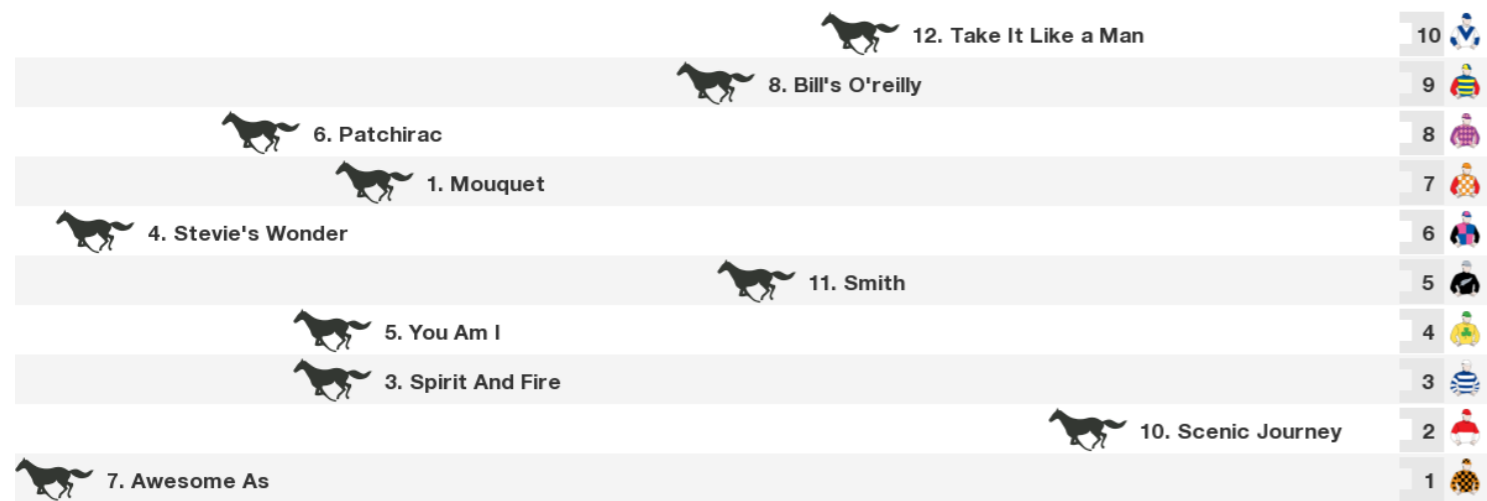 12. Take It Like a Man 10
8. Bill's O'reilly 9
6. Patchirac 8
1. Mouquet 7
4. Stevie's Wonder 6
11. Smith 5
5. You Am I 4
3. Spirit And Fire 3
10. Scenic Journey 2
7. Awesome As 1